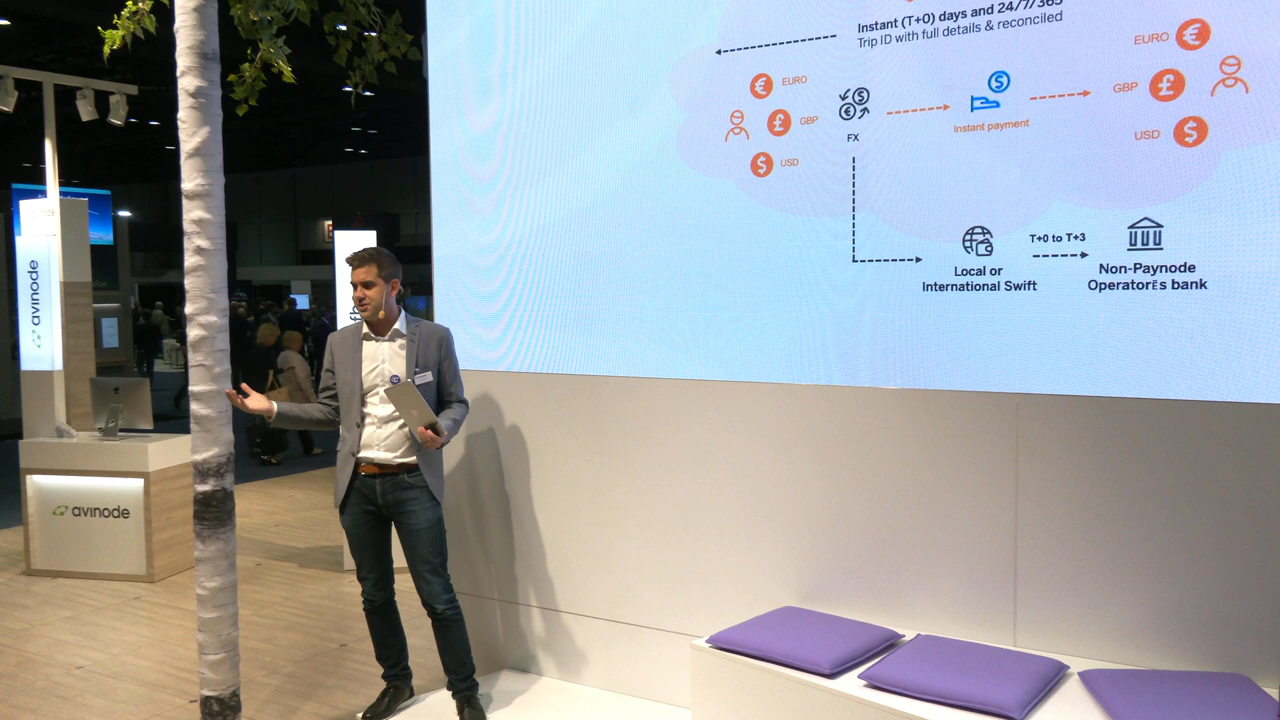 Instant (T+0) days and 24/7/365
Trip ID with full details & reconciled
EURO
€
EURO
€
$
$
€
£
GBP
FX
Instant payment
GBP
£
$
USD
USD
$
T+0 to T+3
Local or
International Swift
Non-Paynode
OperatorËs bank
avinode
avinode